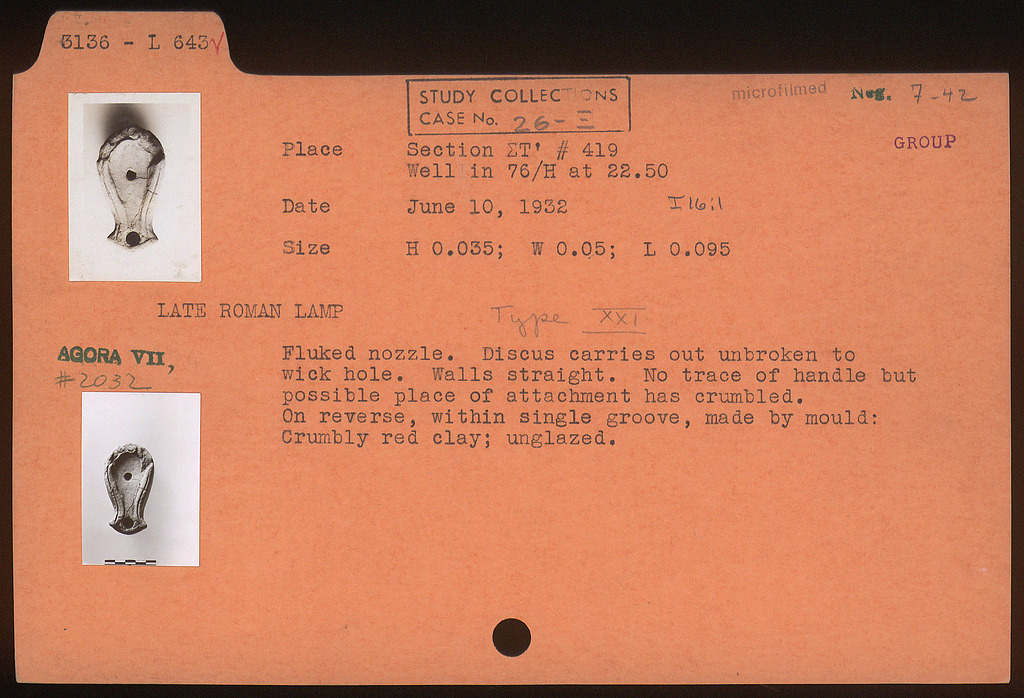 3136 - L 643 √
STUDY COLLECTIONS
CASE No. 26-Ξ
microfilmed Neg. 7-42
GROUP
Place Section ΣΤ' # 419
Well in 76/H at 22.50
Date June 10, 1932 I 16:1
Size H 0.035; W 0.05; L 0.095
LATE ROMAN LAMP Type XXI
AGORA VII,
#2032
Fluked nozzle. Discus carries out unbroken to
wick hole. Walls straight. No trace of handle but
possible place of attachment has crumbled.
On reverse, within single groove, made by mould:
Crumbly red clay; unglazed.